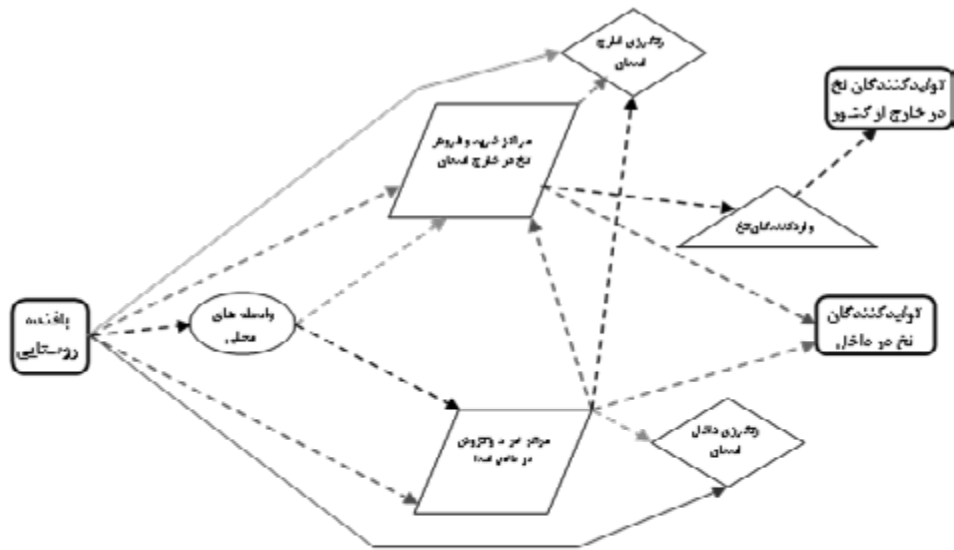 رنگرزی خارج
استان
تولیدکنندگان نخ
در خارج از کشور
مراکز خرید و فروش
نخ در خارج استان
واردکنندگان نخ
بافنده
روستایی
واسطه های
محلی
تولیدکنندگان
نخ در داخل
رنگرزی داخل
استان
مراکز خرید و فروش
در داخل